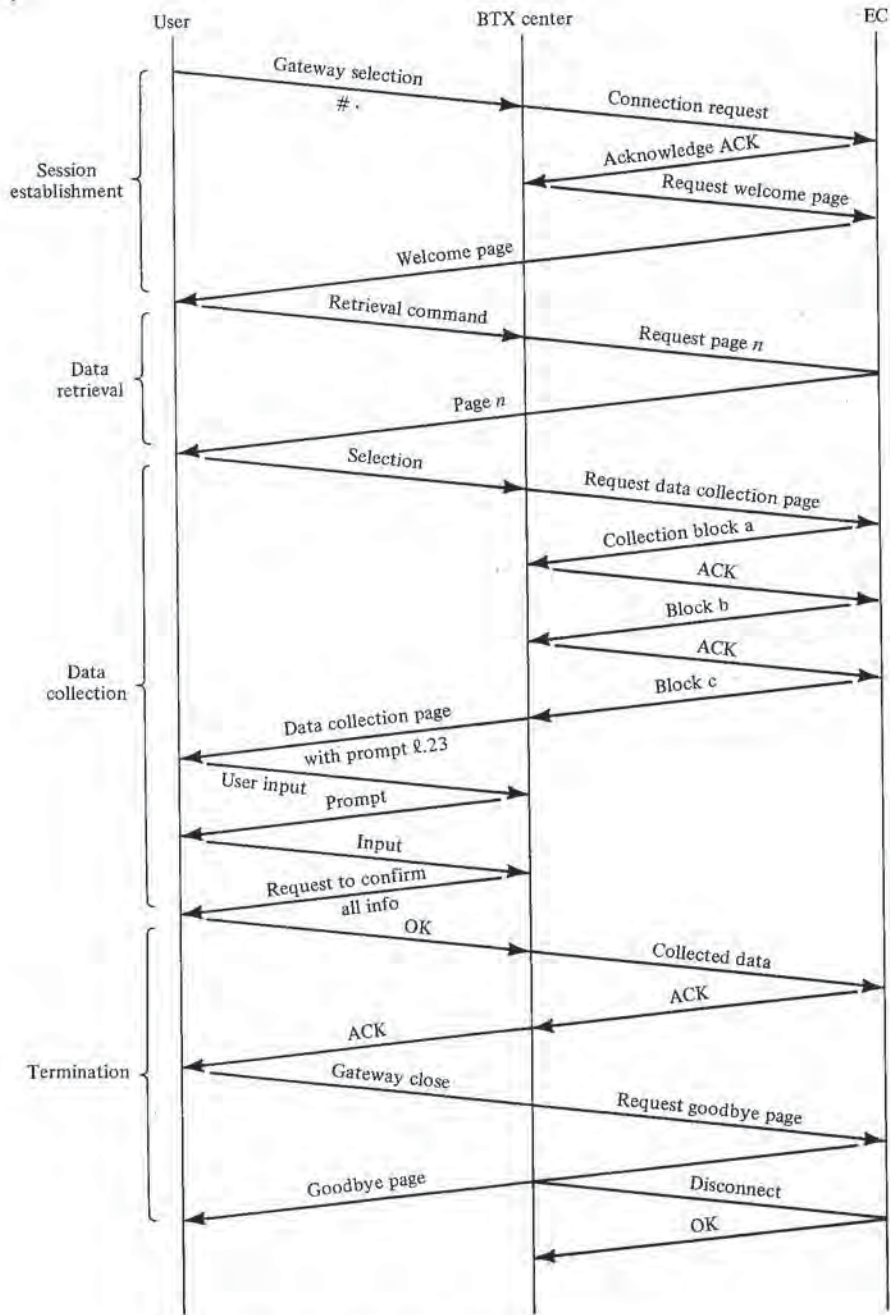 User
BTX center
EC
Gateway selection
# .
Connection request
Acknowledge ACK
Session
establishment
Request welcome page
Welcome page
Retrieval command
Request page n
Data
retrieval
Page n
Selection
Request data collection page
Collection block a
ACK
Block b
ACK
Data
collection
Block c
Data collection page
with prompt ℓ.23
User input
Prompt
Input
Request to confirm
all info
OK
Collected data
ACK
ACK
Termination
Gateway close
Request goodbye page
Goodbye page
Disconnect
OK